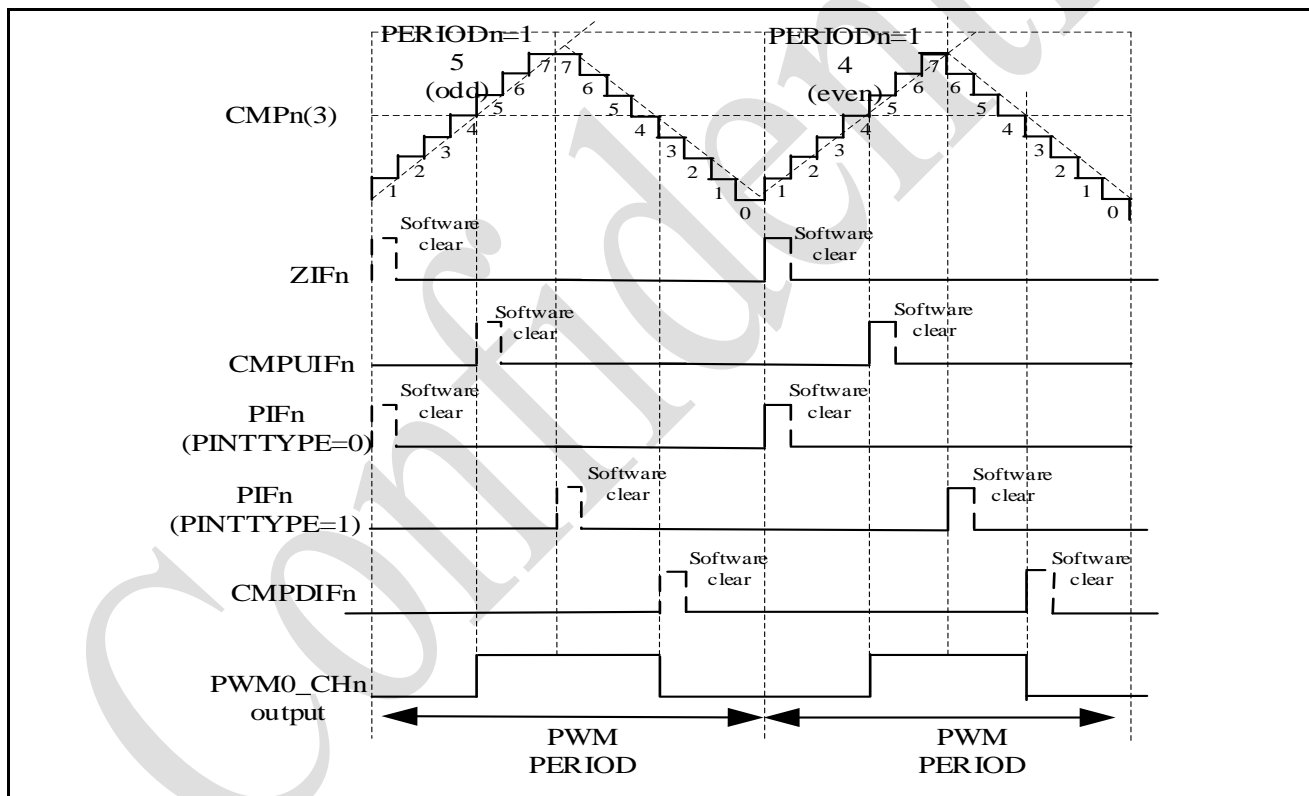 PERIODn=1
5
(odd)
PERIODn=1
4
(even)
CMPn(3)
1
2
3
4
5
6
7
7
6
5
4
3
2
1
0
1
2
3
4
5
6
7
6
5
4
3
2
1
0
Software
clear
Software
clear
ZIFn
Software
clear
Software
clear
CMPUIFn
Software
clear
Software
clear
PIFn
(PINTTYPE=0)
Software
clear
Software
clear
PIFn
(PINTTYPE=1)
Software
clear
Software
clear
CMPDIFn
PWM0_CHn
output
PWM
PERIOD
PWM
PERIOD
Confidenti